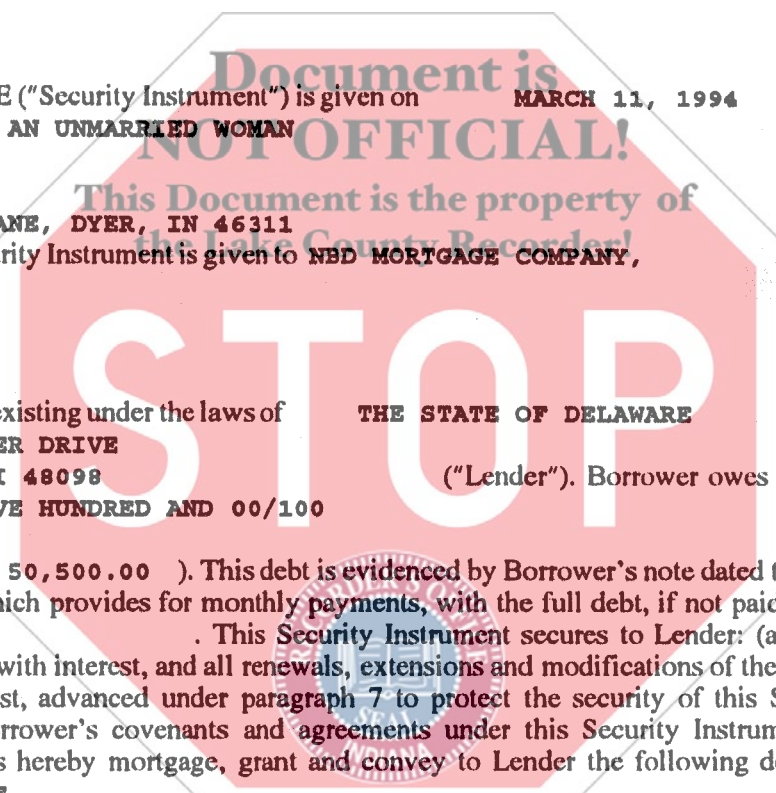 Document is
E ("Security Instrument") is given on MARCH 11, 1994
AN UNMARRIED WOMAN
NOT OFFICIAL!
This Document is the property of
ANE, DYER, IN 46311
the Lake County Recorder!
rity Instrument is given to NBD MORTGAGE COMPANY,
STOP
existing under the laws of THE STATE OF DELAWARE
ER DRIVE
I 48098 ("Lender"). Borrower owes
VE HUNDRED AND 00/100
50,500.00 ). This debt is evidenced by Borrower's note dated t
hich provides for monthly payments, with the full debt, if not paid
. This Security Instrument secures to Lender: (a
with interest, and all renewals, extensions and modifications of the
st, advanced under paragraph 7 to protect the security of this S
rrower's covenants and agreements under this Security Instrum
s hereby mortgage, grant and convey to Lender the following de
RECORDER'S OFFICE
SEAL
INDIANA